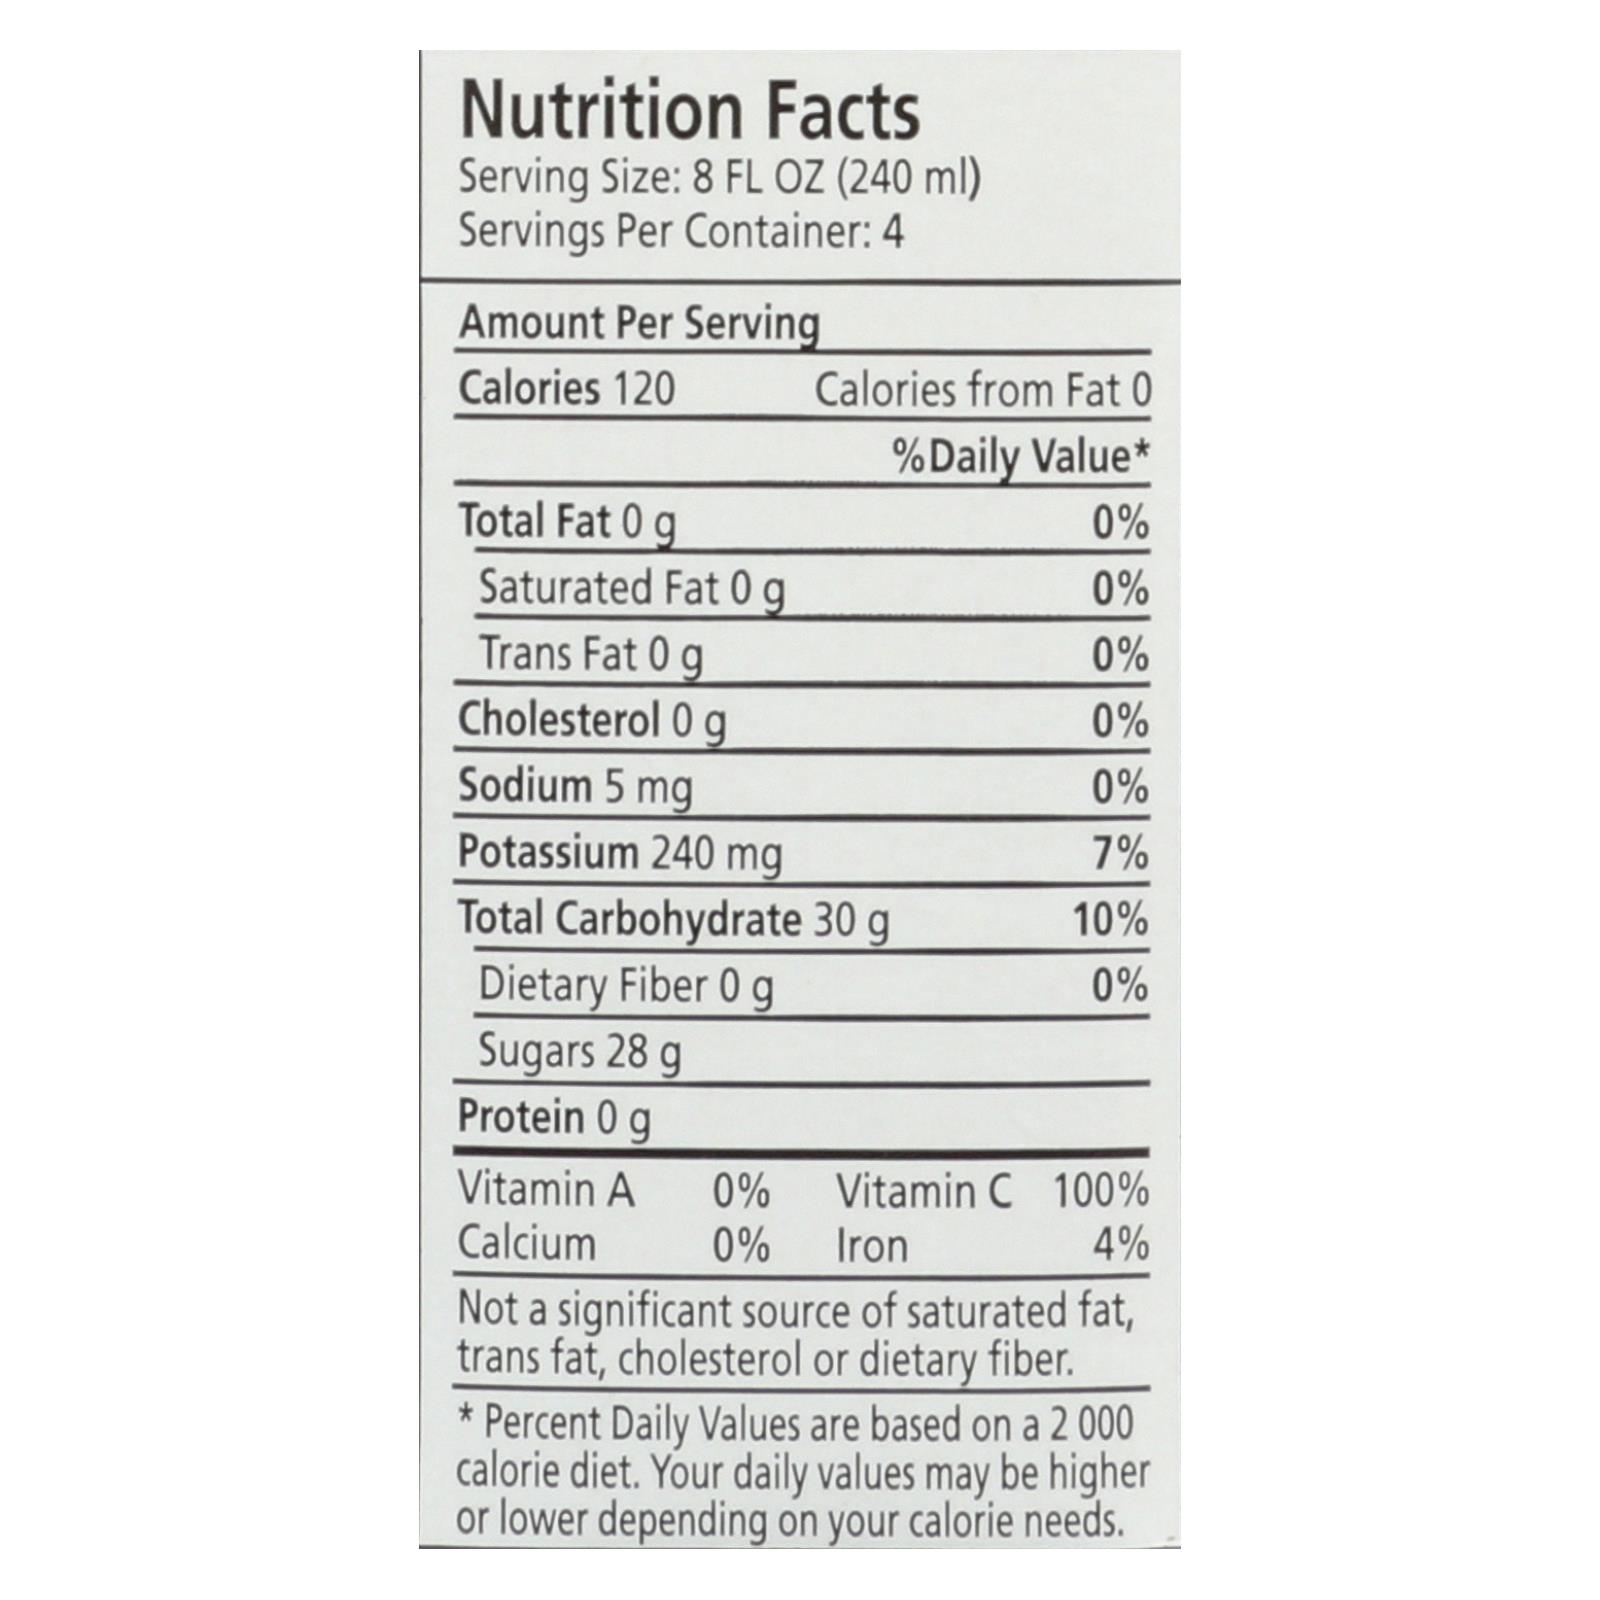 Nutrition Facts
Serving Size: 8 FL OZ (240 ml)
Servings Per Container: 4
Amount Per Serving
Calories 120 Calories from Fat 0
%Daily Value*
Total Fat 0 g 0%
Saturated Fat 0 g 0%
Trans Fat 0 g 0%
Cholesterol 0 g 0%
Sodium 5 mg 0%
Potassium 240 mg 7%
Total Carbohydrate 30 g 10%
Dietary Fiber 0 g 0%
Sugars 28 g
Protein 0 g
Vitamin A 0% Vitamin C 100%
Calcium 0% Iron 4%
Not a significant source of saturated fat,
trans fat, cholesterol or dietary fiber.
* Percent Daily Values are based on a 2 000
calorie diet. Your daily values may be higher
or lower depending on your calorie needs.